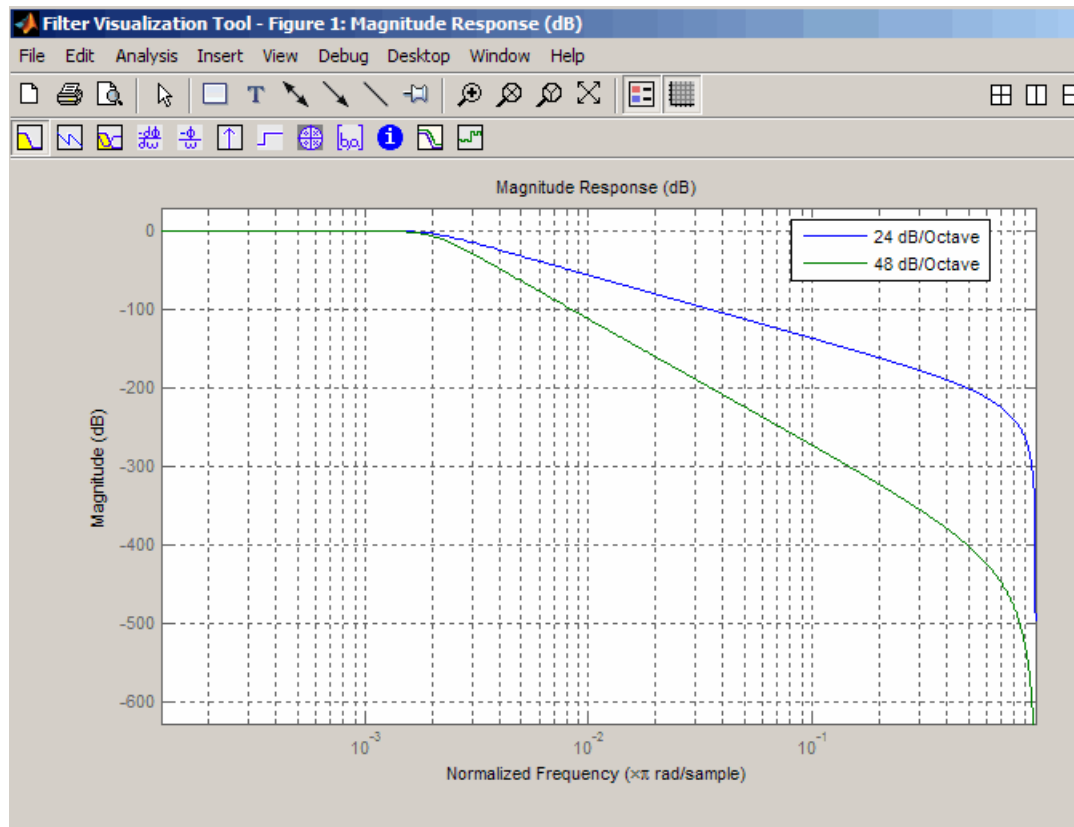 Filter Visualization Tool - Figure 1: Magnitude Response (dB)
File Edit Analysis Insert View Debug Desktop Window Help
T
-dϕ
dω
-ϕ
ω
[b,a]
i
Magnitude Response (dB)
24 dB/Octave
48 dB/Octave
0
-100
-200
-300
-400
-500
-600
Magnitude (dB)
10⁻³ 10⁻² 10⁻¹
Normalized Frequency (×π rad/sample)